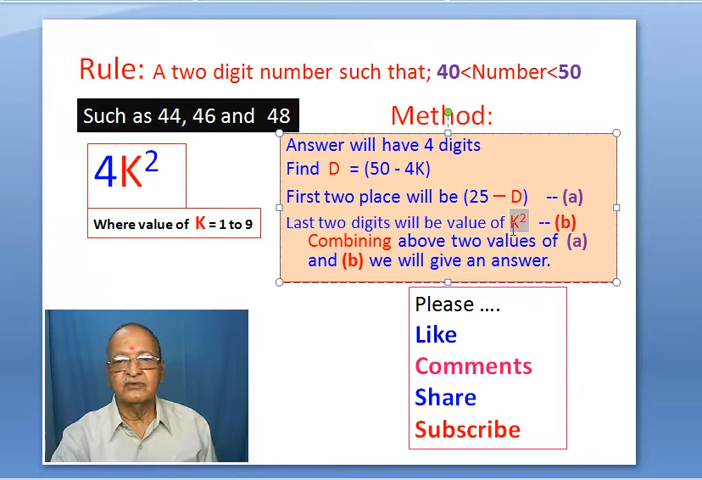 Rule: A two digit number such that; 40<Number<50
Such as 44, 46 and 48
Method:
4K²
Where value of K = 1 to 9
Answer will have 4 digits
Find D = (50 - 4K)
First two place will be (25 – D) -- (a)
Last two digits will be value of K² -- (b)
Combining above two values of (a)
and (b) we will give an answer.
Please ....
Like
Comments
Share
Subscribe